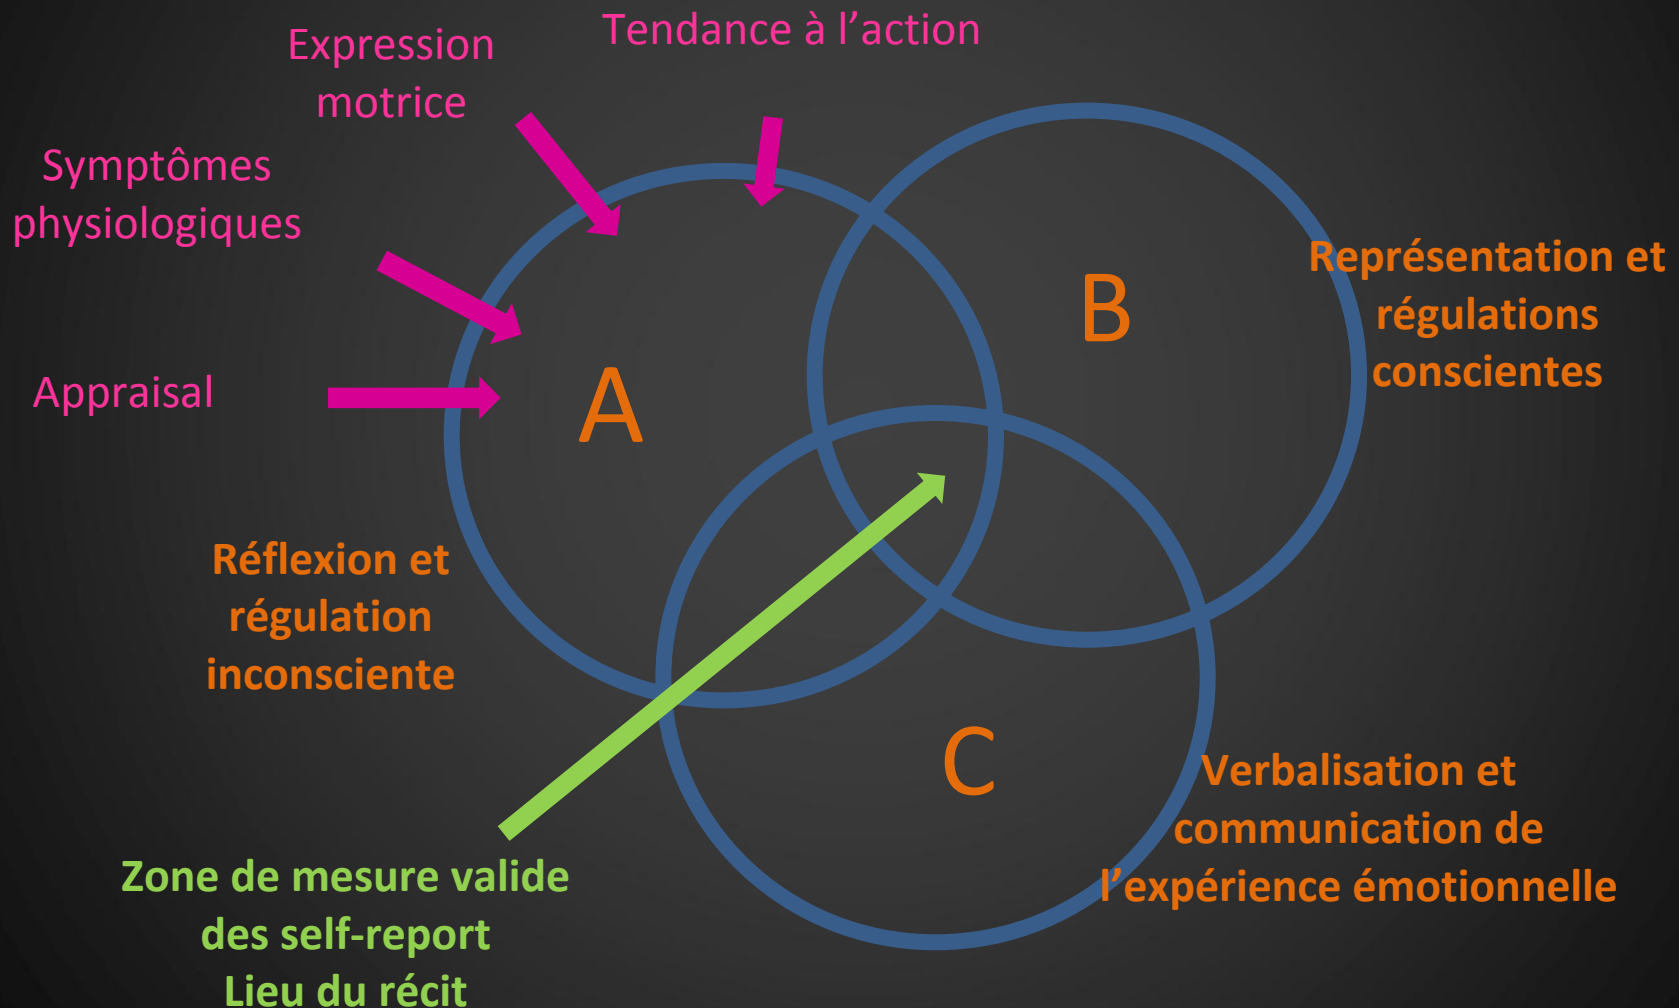 Tendance à l’action
Expression
motrice
Symptômes
physiologiques
Appraisal
A
B
Représentation et
régulations
conscientes
Réflexion et
régulation
inconsciente
C
Verbalisation et
communication de
l’expérience émotionnelle
Zone de mesure valide
des self-report
Lieu du récit